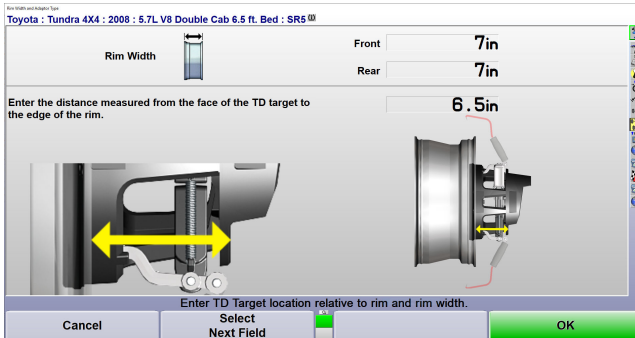 Rim Width and Adaptor Type
Toyota : Tundra 4X4 : 2008 : 5.7L V8 Double Cab 6.5 ft. Bed : SR5 (1)
Rim Width
Front 7in
Rear 7in
Enter the distance measured from the face of the TD target to
the edge of the rim.
6.5in
Enter TD Target location relative to rim and rim width.
Cancel
Select
Next Field
OK